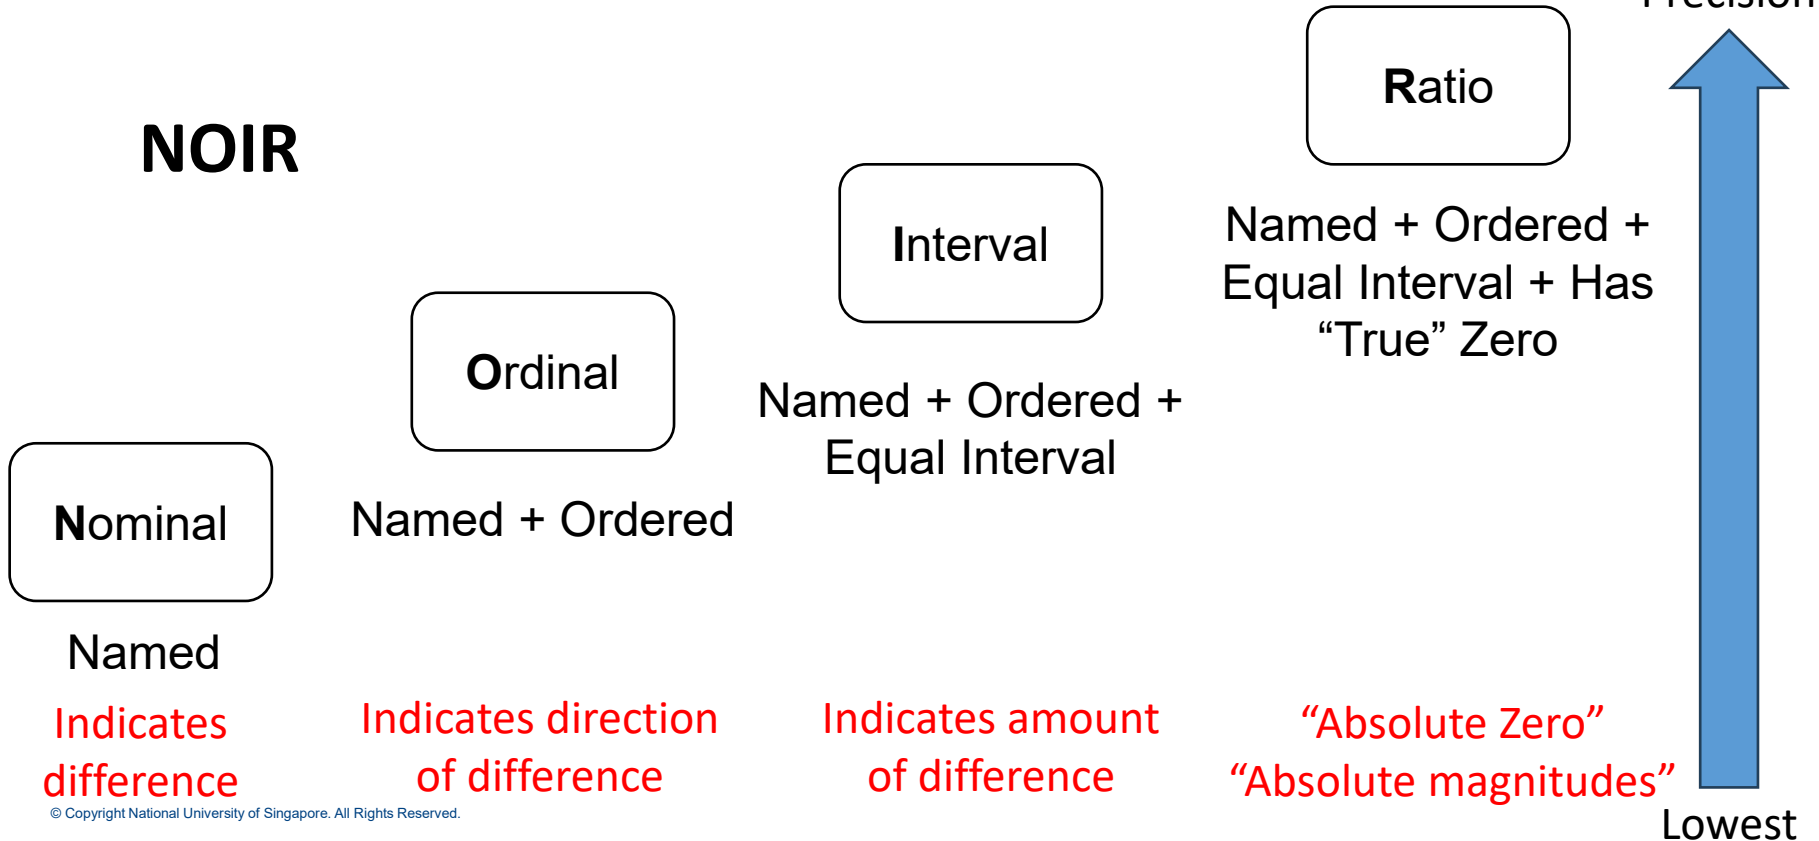 Precision
Ratio
NOIR
Interval
Named + Ordered +
Equal Interval + Has
“True” Zero
Ordinal
Named + Ordered +
Equal Interval
Nominal
Named + Ordered
Named
Indicates
difference
Indicates direction
of difference
Indicates amount
of difference
“Absolute Zero”
“Absolute magnitudes”
© Copyright National University of Singapore. All Rights Reserved.
Lowest